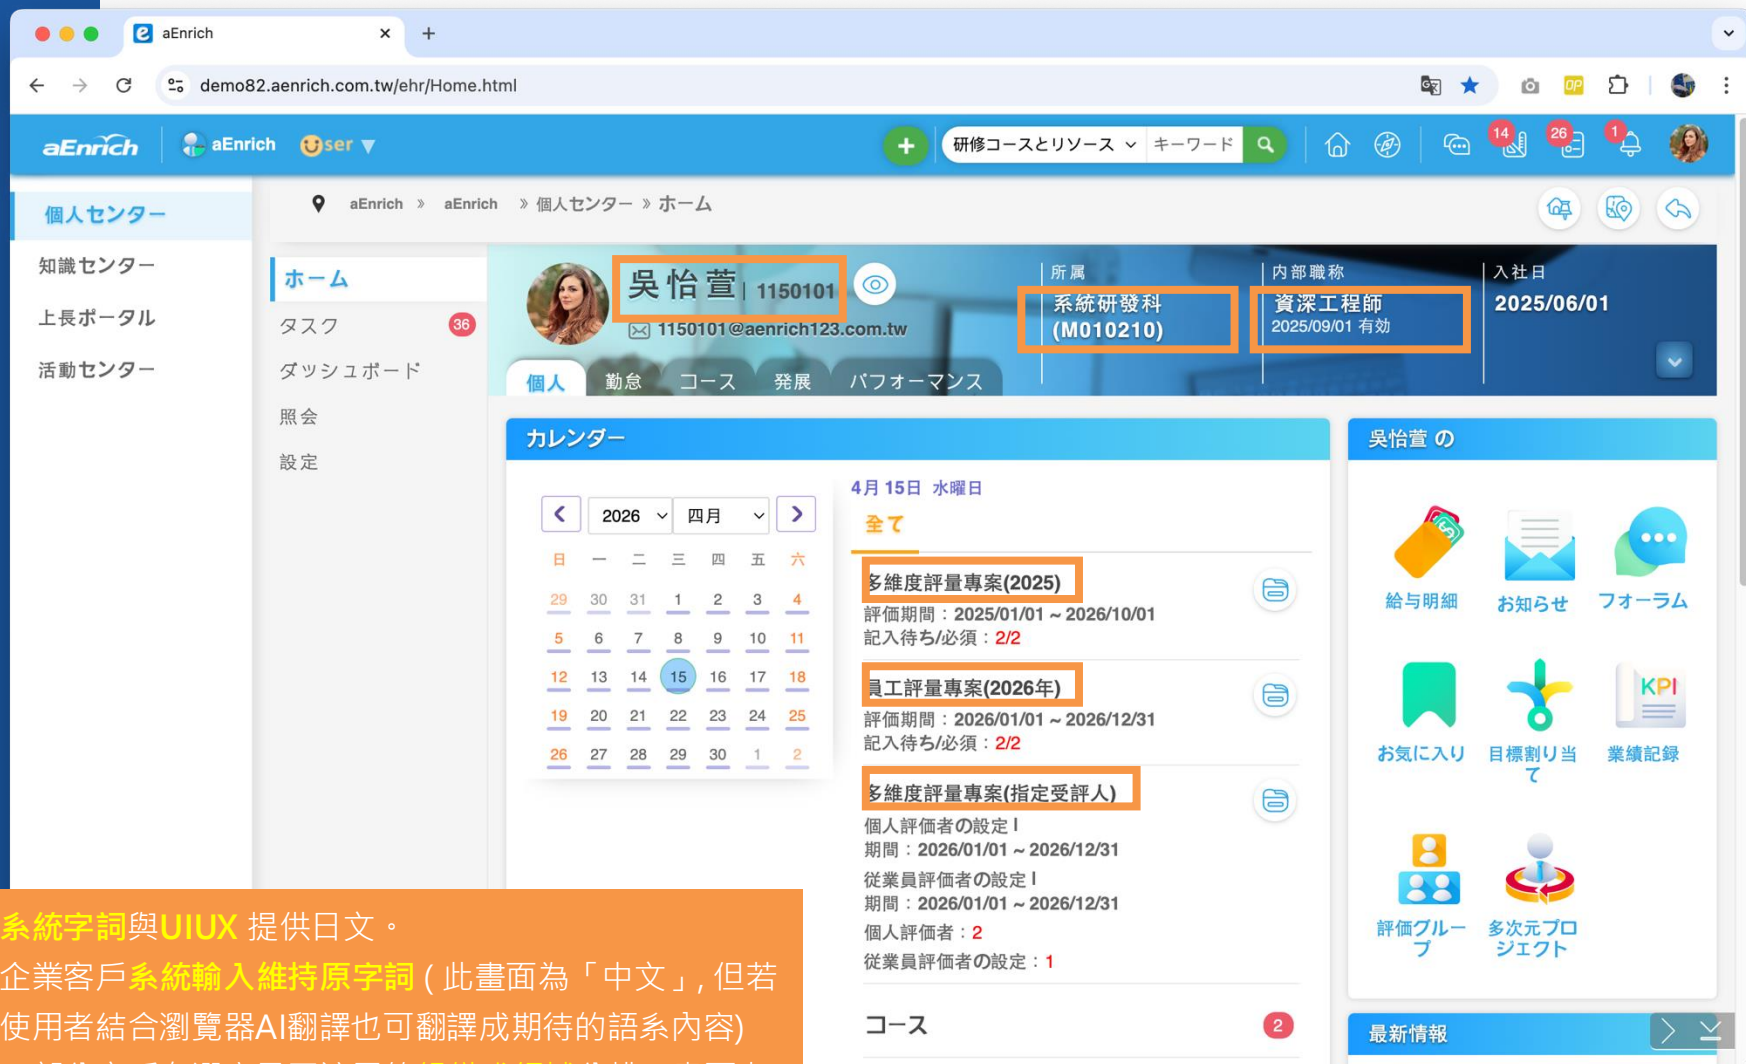 aEnrich
demo82.aenrich.com.tw/ehr/Home.html
aEnrich
aEnrich
User
研修コースとリソース
キーワード
14
26
1
個人センター
知識センター
上長ポータル
活動センター
aEnrich » aEnrich » 個人センター » ホーム
ホーム
タスク 36
ダッシュボード
照会
設定
吳怡萱 | 1150101
1150101@aenrich123.com.tw
所属
系統研發科
(M010210)
内部職称
資深工程師
2025/09/01 有効
入社日
2025/06/01
個人 勤怠 コース 発展 パフォーマンス
カレンダー
2026 四月
日 一 二 三 四 五 六
29 30 31 1 2 3 4
5 6 7 8 9 10 11
12 13 14 15 16 17 18
19 20 21 22 23 24 25
26 27 28 29 30 1 2
4月 15日 水曜日
全て
多維度評量專案(2025)
評価期間：2025/01/01 ~ 2026/10/01
記入待ち/必須：2/2
員工評量專案(2026年)
評価期間：2026/01/01 ~ 2026/12/31
記入待ち/必須：2/2
多維度評量專案(指定受評人)
個人評価者の設定 |
期間：2026/01/01 ~ 2026/12/31
従業員評価者の設定 |
期間：2026/01/01 ~ 2026/12/31
個人評価者：2
従業員評価者の設定：1
コース 2
吳怡萱 の
給与明細
お知らせ
フォーラム
KPI
お気に入り
目標割り当
て
業績記録
評価グルー
プ
多次元プロ
ジェクト
最新情報
系統字詞與UIUX 提供日文。
企業客戶系統輸入維持原字詞 ( 此畫面為「中文」, 但若
使用者結合瀏覽器AI翻譯也可翻譯成期待的語系內容)